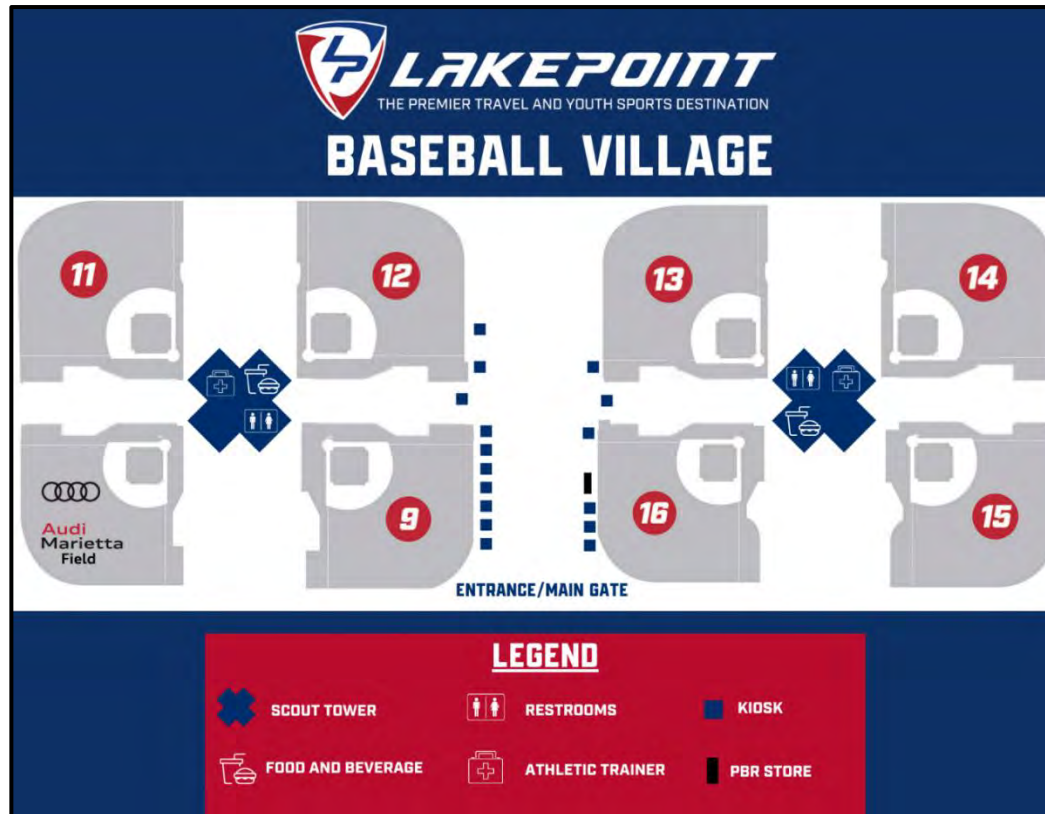 LP
LAKEPOINT
THE PREMIER TRAVEL AND YOUTH SPORTS DESTINATION
BASEBALL VILLAGE
11
12
13
14
Audi
Marietta
Field
9
16
15
ENTRANCE/MAIN GATE
LEGEND
SCOUT TOWER
RESTROOMS
KIOSK
FOOD AND BEVERAGE
ATHLETIC TRAINER
PBR STORE